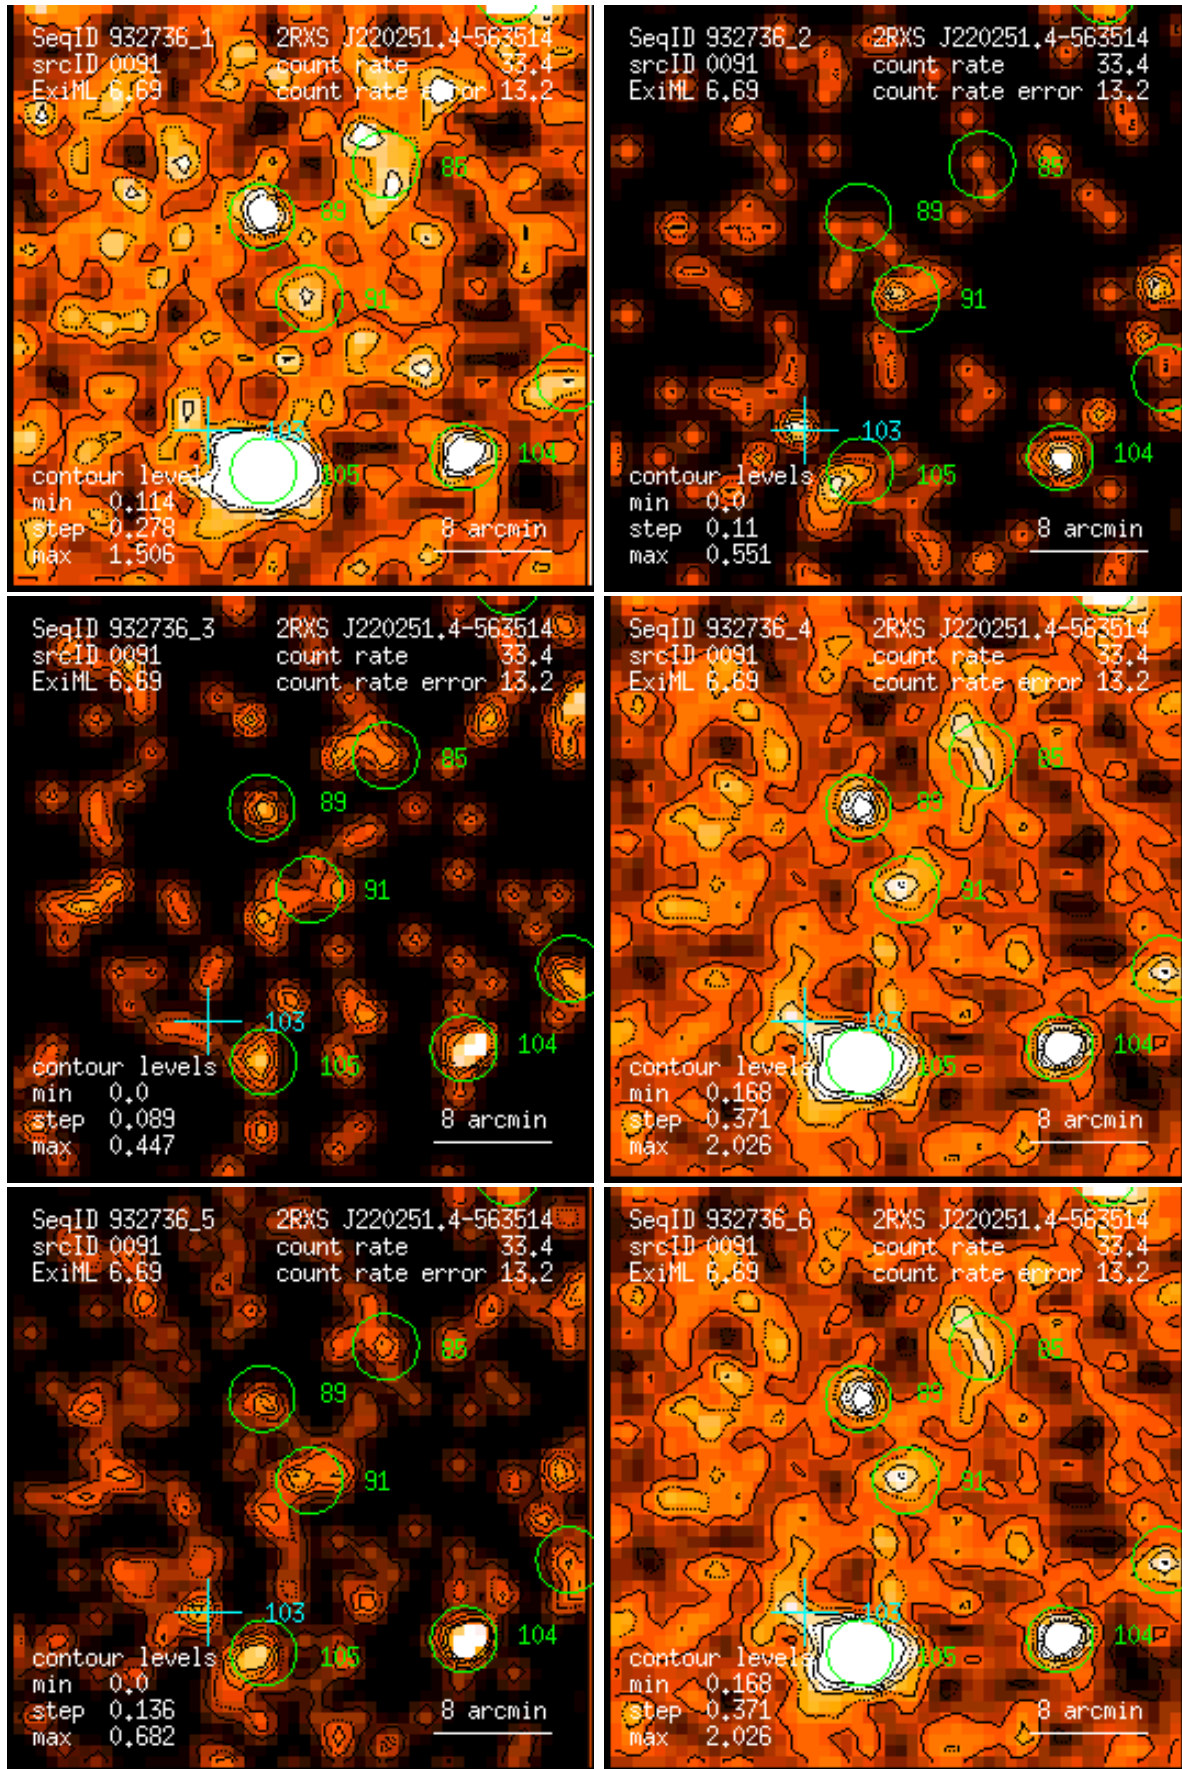 SeqID 932736_1 2RXS J220251.4-563514
srcID 0091 count rate 33.4
ExiML 6.69 count rate error 13.2
85
89
91
103
104
105
contour levels
min 0.114
step 0.278 8 arcmin
max 1.506
SeqID 932736_2 2RXS J220251.4-563514
srcID 0091 count rate 33.4
ExiML 6.69 count rate error 13.2
85
89
91
103
104
105
contour levels
min 0.0
step 0.11 8 arcmin
max 0.551
SeqID 932736_3 2RXS J220251.4-563514
srcID 0091 count rate 33.4
ExiML 6.69 count rate error 13.2
85
89
91
103
104
105
contour levels
min 0.0
step 0.089 8 arcmin
max 0.447
SeqID 932736_4 2RXS J220251.4-563514
srcID 0091 count rate 33.4
ExiML 6.69 count rate error 13.2
85
89
91
103
104
105
contour levels
min 0.168
step 0.371 8 arcmin
max 2.026
SeqID 932736_5 2RXS J220251.4-563514
srcID 0091 count rate 33.4
ExiML 6.69 count rate error 13.2
85
89
91
103
104
105
contour levels
min 0.0
step 0.136 8 arcmin
max 0.682
SeqID 932736_6 2RXS J220251.4-563514
srcID 0091 count rate 33.4
ExiML 6.69 count rate error 13.2
85
89
91
103
104
105
contour levels
min 0.168
step 0.371 8 arcmin
max 2.026